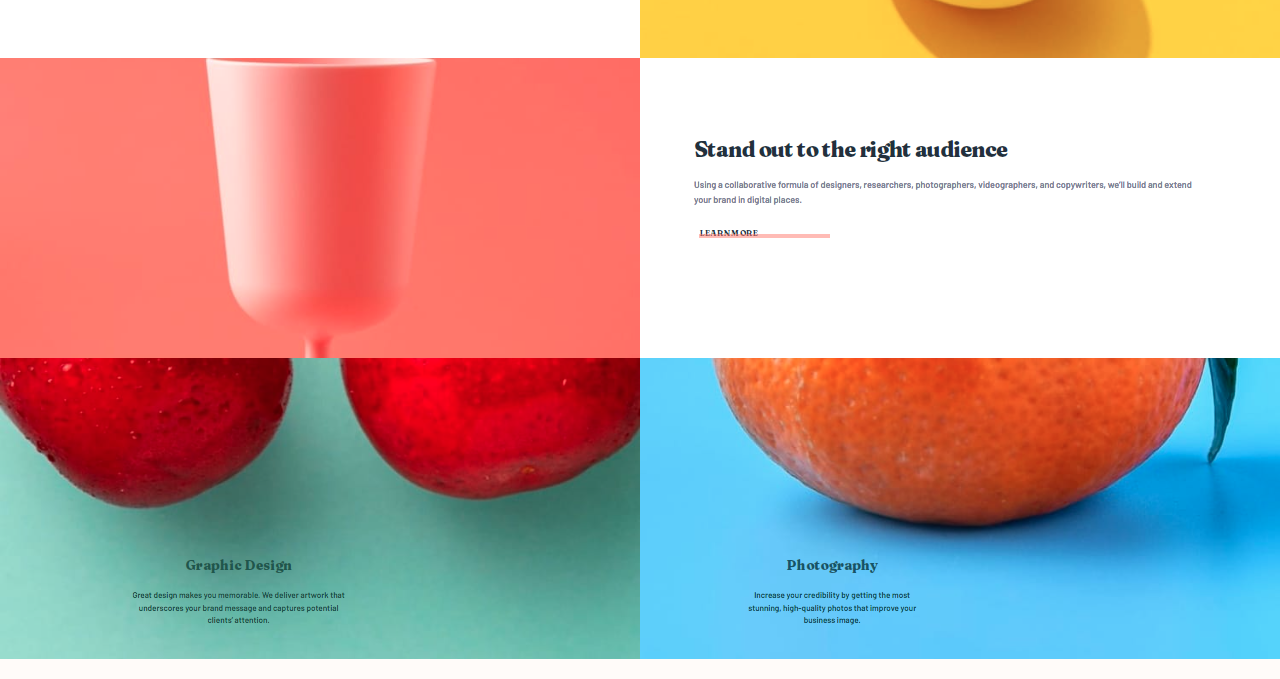 Stand out to the right audience
Using a collaborative formula of designers, researchers, photographers, videographers, and copywriters, we'll build and extend
your brand in digital places.
LEARN MORE
Graphic Design
Great design makes you memorable. We deliver artwork that
underscores your brand message and captures potential
clients' attention.
Photography
Increase your credibility by getting the most
stunning, high-quality photos that improve your
business image.